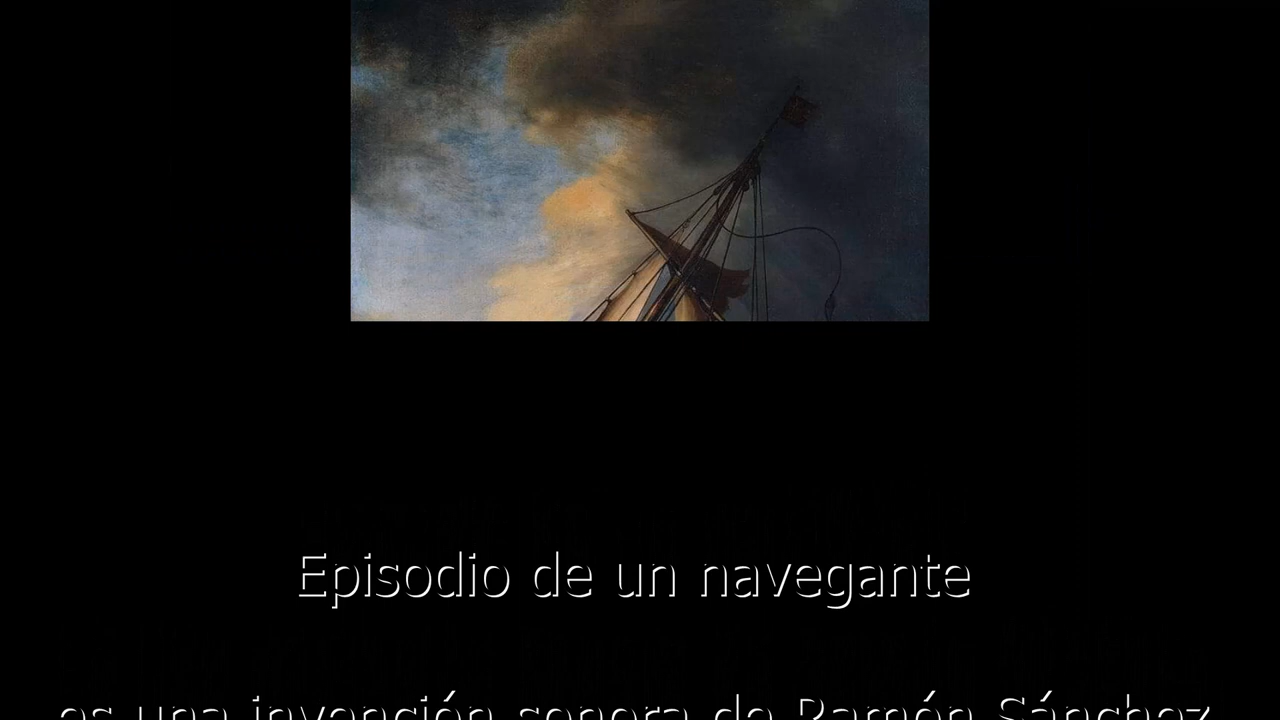 Episodio de un navegante
es una invención sonora de Ramón Sánchez